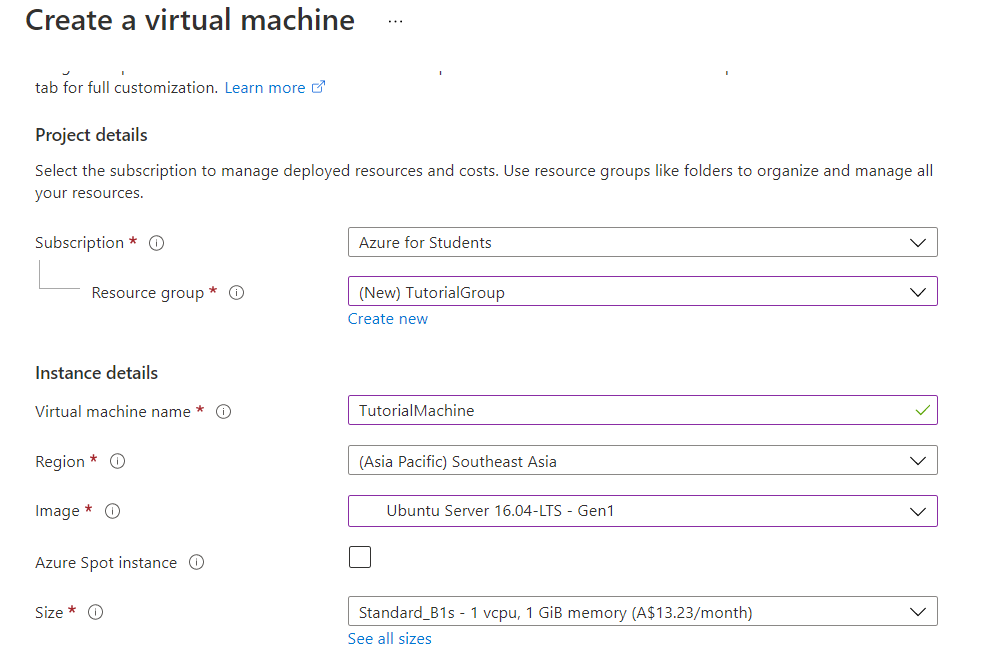 Create a virtual machine ...
tab for full customization. Learn more
Project details
Select the subscription to manage deployed resources and costs. Use resource groups like folders to organize and manage all
your resources.
Subscription * Azure for Students
Resource group * (New) TutorialGroup
Create new
Instance details
Virtual machine name * TutorialMachine
Region * (Asia Pacific) Southeast Asia
Image * Ubuntu Server 16.04-LTS - Gen1
Azure Spot instance
Size * Standard_B1s - 1 vcpu, 1 GiB memory (A$13.23/month)
See all sizes